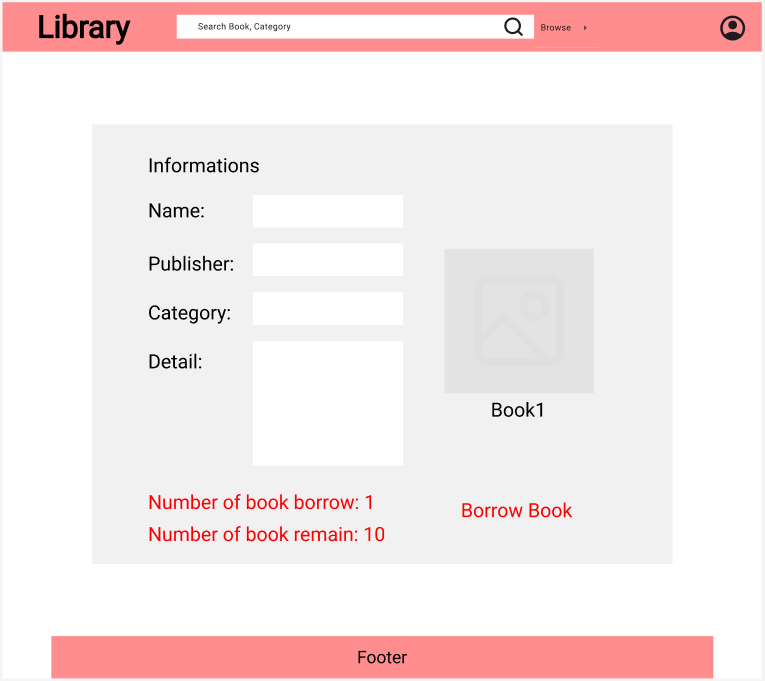 Library
Search Book, Category
Browse
Informations
Name:
Publisher:
Category:
Detail:
Book1
Number of book borrow: 1
Borrow Book
Number of book remain: 10
Footer